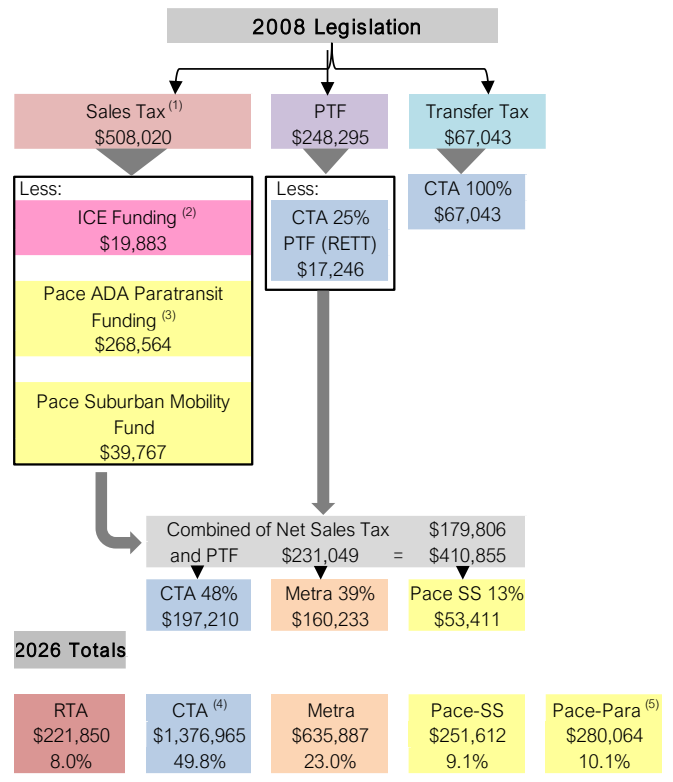 2008 Legislation
Sales Tax (1)
$508,020
PTF
$248,295
Transfer Tax
$67,043
Less:
ICE Funding (2)
$19,883
Pace ADA Paratransit
Funding (3)
$268,564
Pace Suburban Mobility
Fund
$39,767
Less:
CTA 25%
PTF (RETT)
$17,246
CTA 100%
$67,043
Combined of Net Sales Tax $179,806
and PTF $231,049 = $410,855
CTA 48%
$197,210
Metra 39%
$160,233
Pace SS 13%
$53,411
2026 Totals
RTA
$221,850
8.0%
CTA (4)
$1,376,965
49.8%
Metra
$635,887
23.0%
Pace-SS
$251,612
9.1%
Pace-Para (5)
$280,064
10.1%